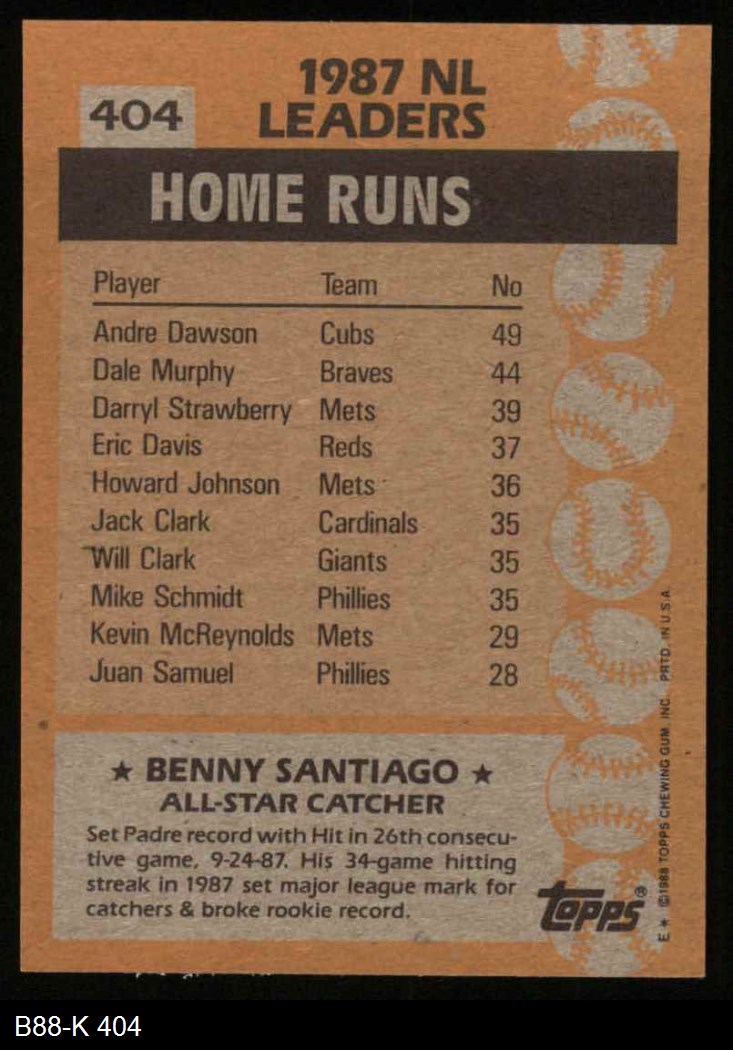 404
1987 NL
LEADERS
HOME RUNS
Player Team No
Andre Dawson Cubs 49
Dale Murphy Braves 44
Darryl Strawberry Mets 39
Eric Davis Reds 37
Howard Johnson Mets 36
Jack Clark Cardinals 35
Will Clark Giants 35
Mike Schmidt Phillies 35
Kevin McReynolds Mets 29
Juan Samuel Phillies 28
★ BENNY SANTIAGO ★
ALL-STAR CATCHER
Set Padre record with Hit in 26th consecu-
tive game, 9-24-87. His 34-game hitting
streak in 1987 set major league mark for
catchers & broke rookie record.
topps®
E * ©1988 TOPPS CHEWING GUM. INC. PRTD. IN U.S.A.
B88-K 404